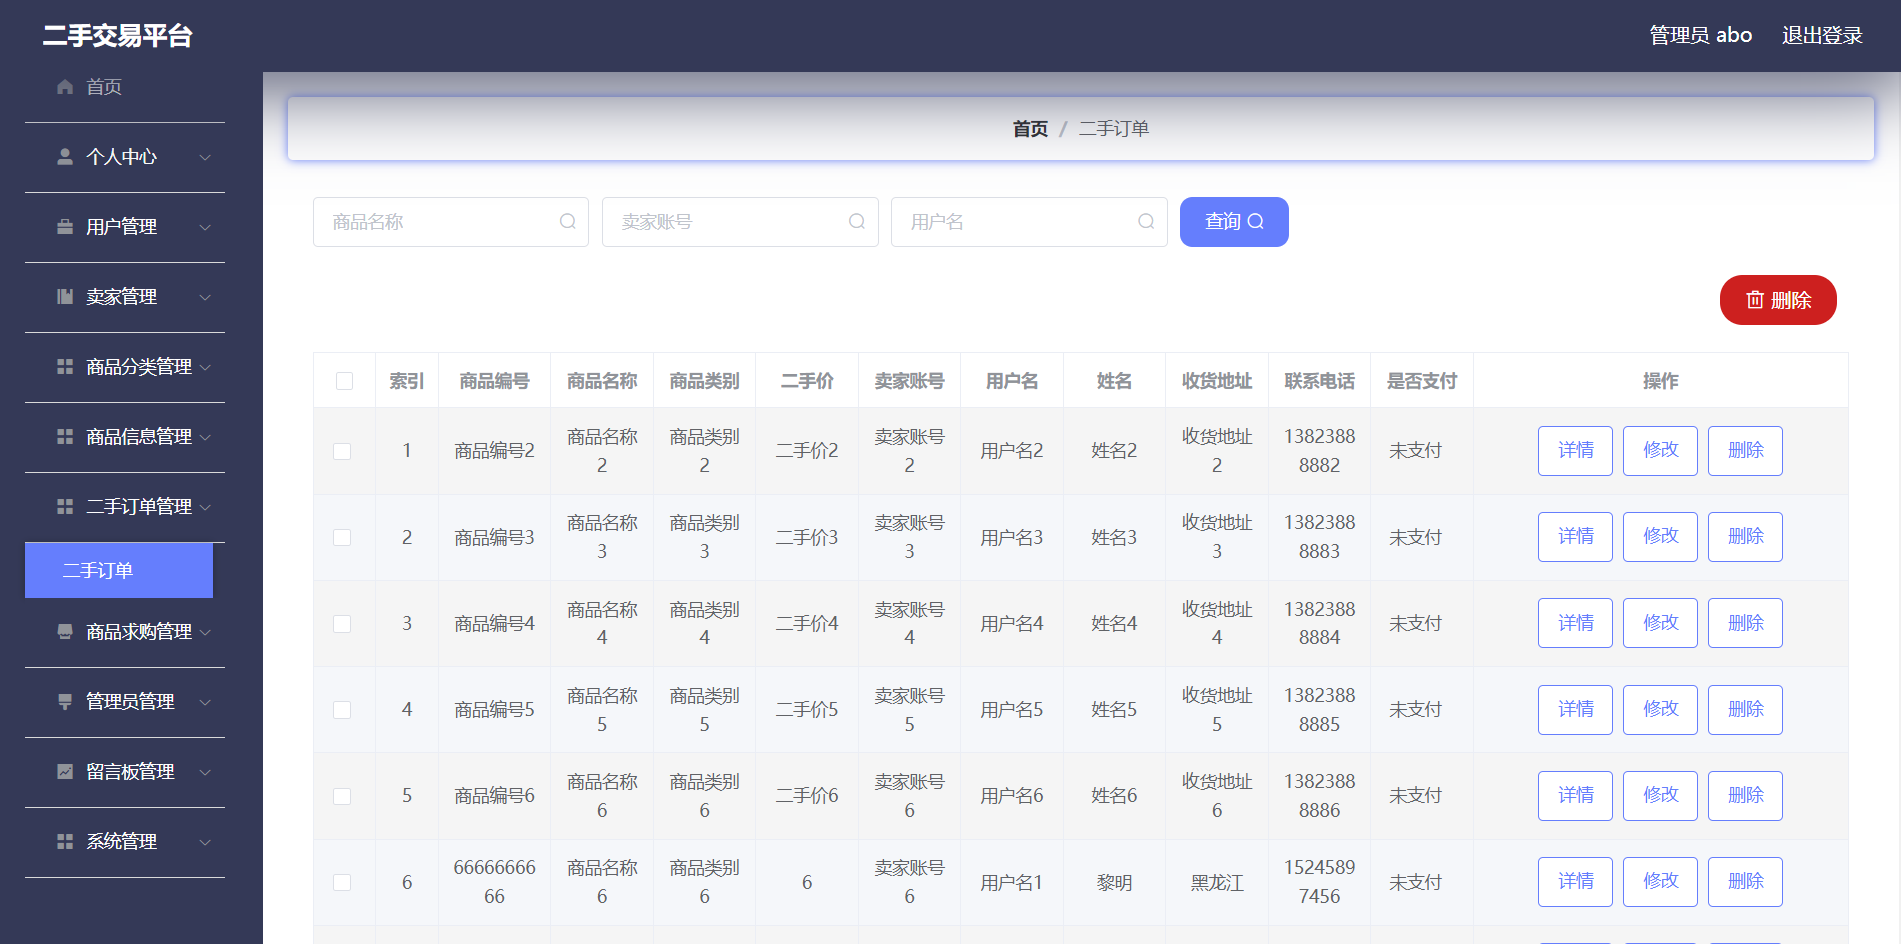 二手交易平台
管理员 abo 退出登录
首页
个人中心
用户管理
卖家管理
商品分类管理
商品信息管理
二手订单管理
二手订单
商品求购管理
管理员管理
留言板管理
系统管理
首页 / 二手订单
商品名称 卖家账号 用户名 查询
删除
索引 商品编号 商品名称 商品类别 二手价 卖家账号 用户名 姓名 收货地址 联系电话 是否支付 操作
1 商品编号2 商品名称2 商品类别2 二手价2 卖家账号2 用户名2 姓名2 收货地址2 13823888882 未支付 详情 修改 删除
2 商品编号3 商品名称3 商品类别3 二手价3 卖家账号3 用户名3 姓名3 收货地址3 13823888883 未支付 详情 修改 删除
3 商品编号4 商品名称4 商品类别4 二手价4 卖家账号4 用户名4 姓名4 收货地址4 13823888884 未支付 详情 修改 删除
4 商品编号5 商品名称5 商品类别5 二手价5 卖家账号5 用户名5 姓名5 收货地址5 13823888885 未支付 详情 修改 删除
5 商品编号6 商品名称6 商品类别6 二手价6 卖家账号6 用户名6 姓名6 收货地址6 13823888886 未支付 详情 修改 删除
6 6666666666 商品名称6 商品类别6 6 卖家账号6 用户名1 黎明 黑龙江 15245897456 未支付 详情 修改 删除